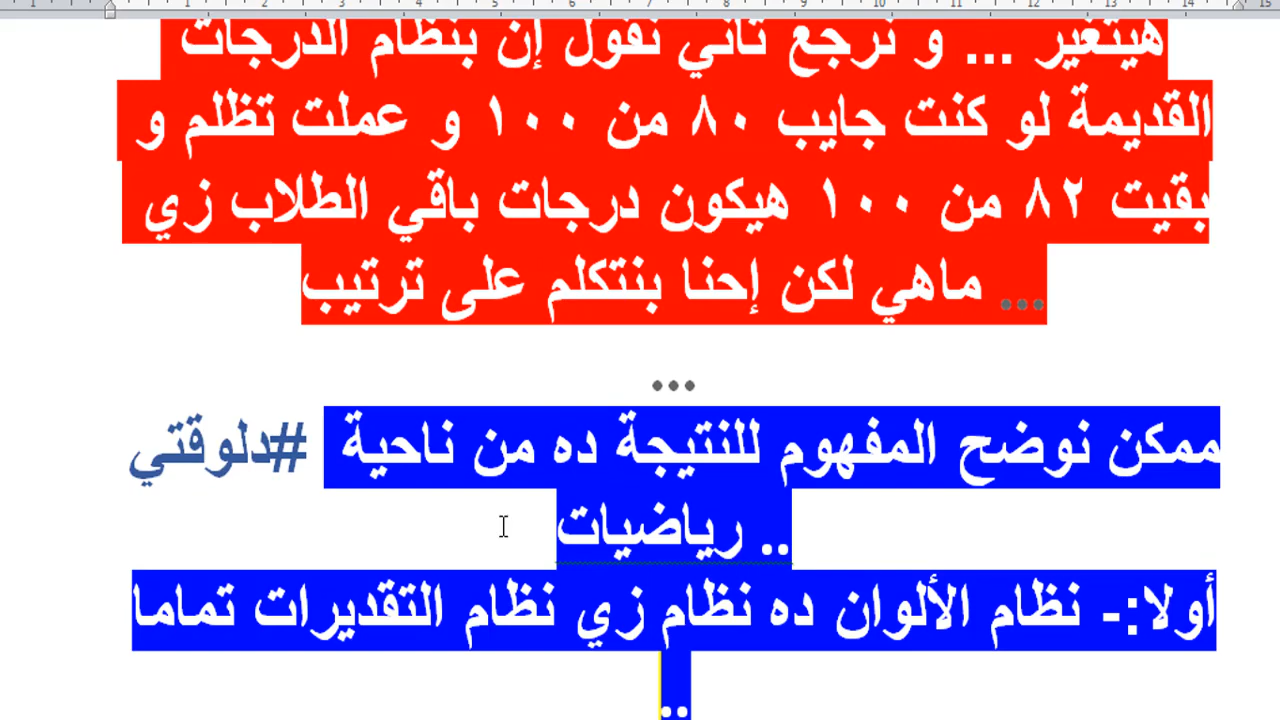 هيتغير ... و نرجع تاني نقول إن بنظام الدرجات
القديمة لو كنت جايب ٨٠ من ١٠٠ و عملت تظلم و
بقيت ٨٢ من ١٠٠ هيكون درجات باقي الطلاب زي
ماهي لكن إحنا بنتكلم على ترتيب ...
...
ممكن نوضح المفهوم للنتيجة ده من ناحية #دلوقتي
رياضيات ..
أولا:- نظام الألوان ده نظام زي نظام التقديرات تماما
..